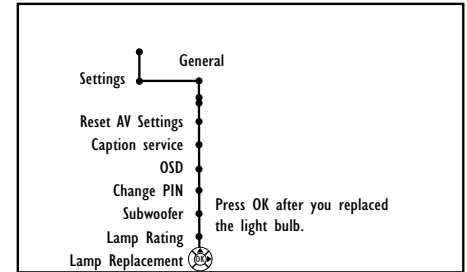 General
Settings
Reset AV Settings
Caption service
OSD
Change PIN
Subwoofer
Press OK after you replaced
the light bulb.
Lamp Rating
Lamp Replacement
OK